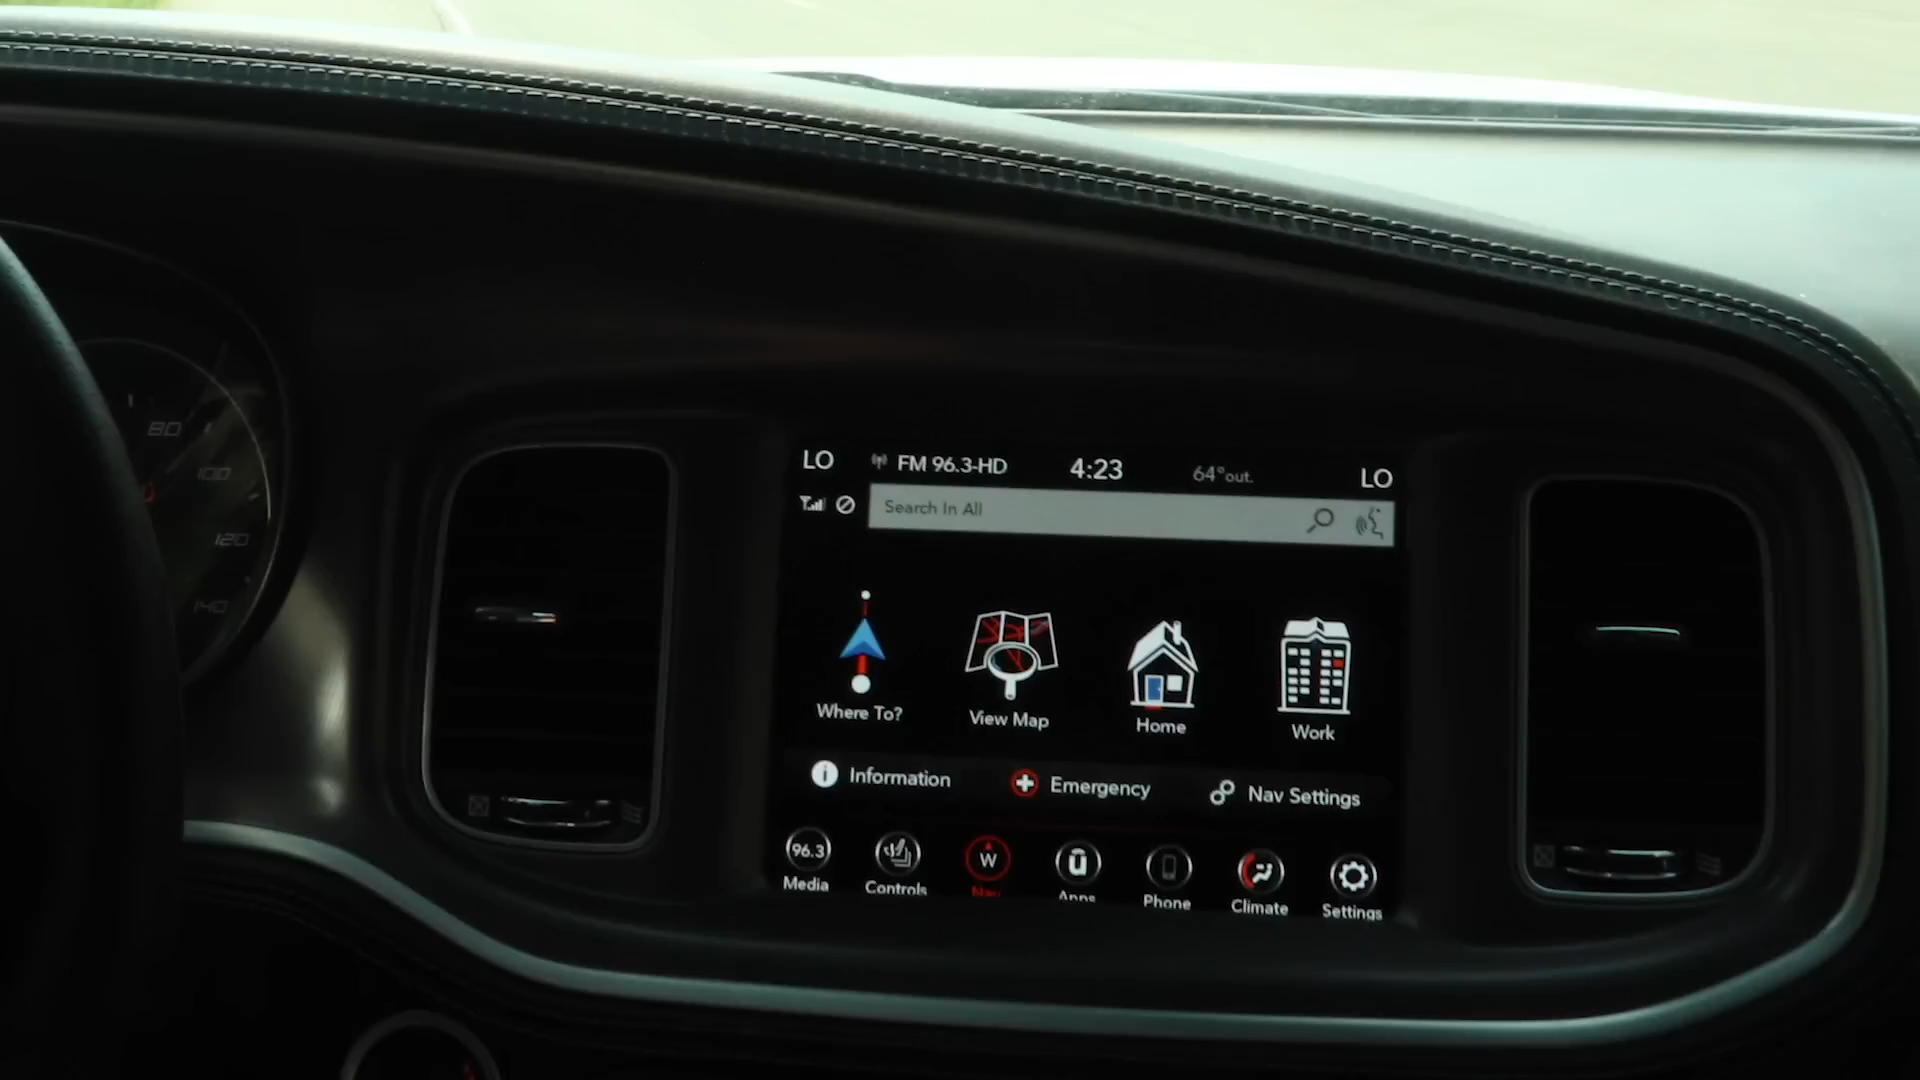 LO FM 96.3-HD 4:23 64°out. LO
Search In All
Where To? View Map Home Work
Information Emergency Nav Settings
96.3 W
Media Controls Nav Apps Phone Climate Settings
80
100
120
140